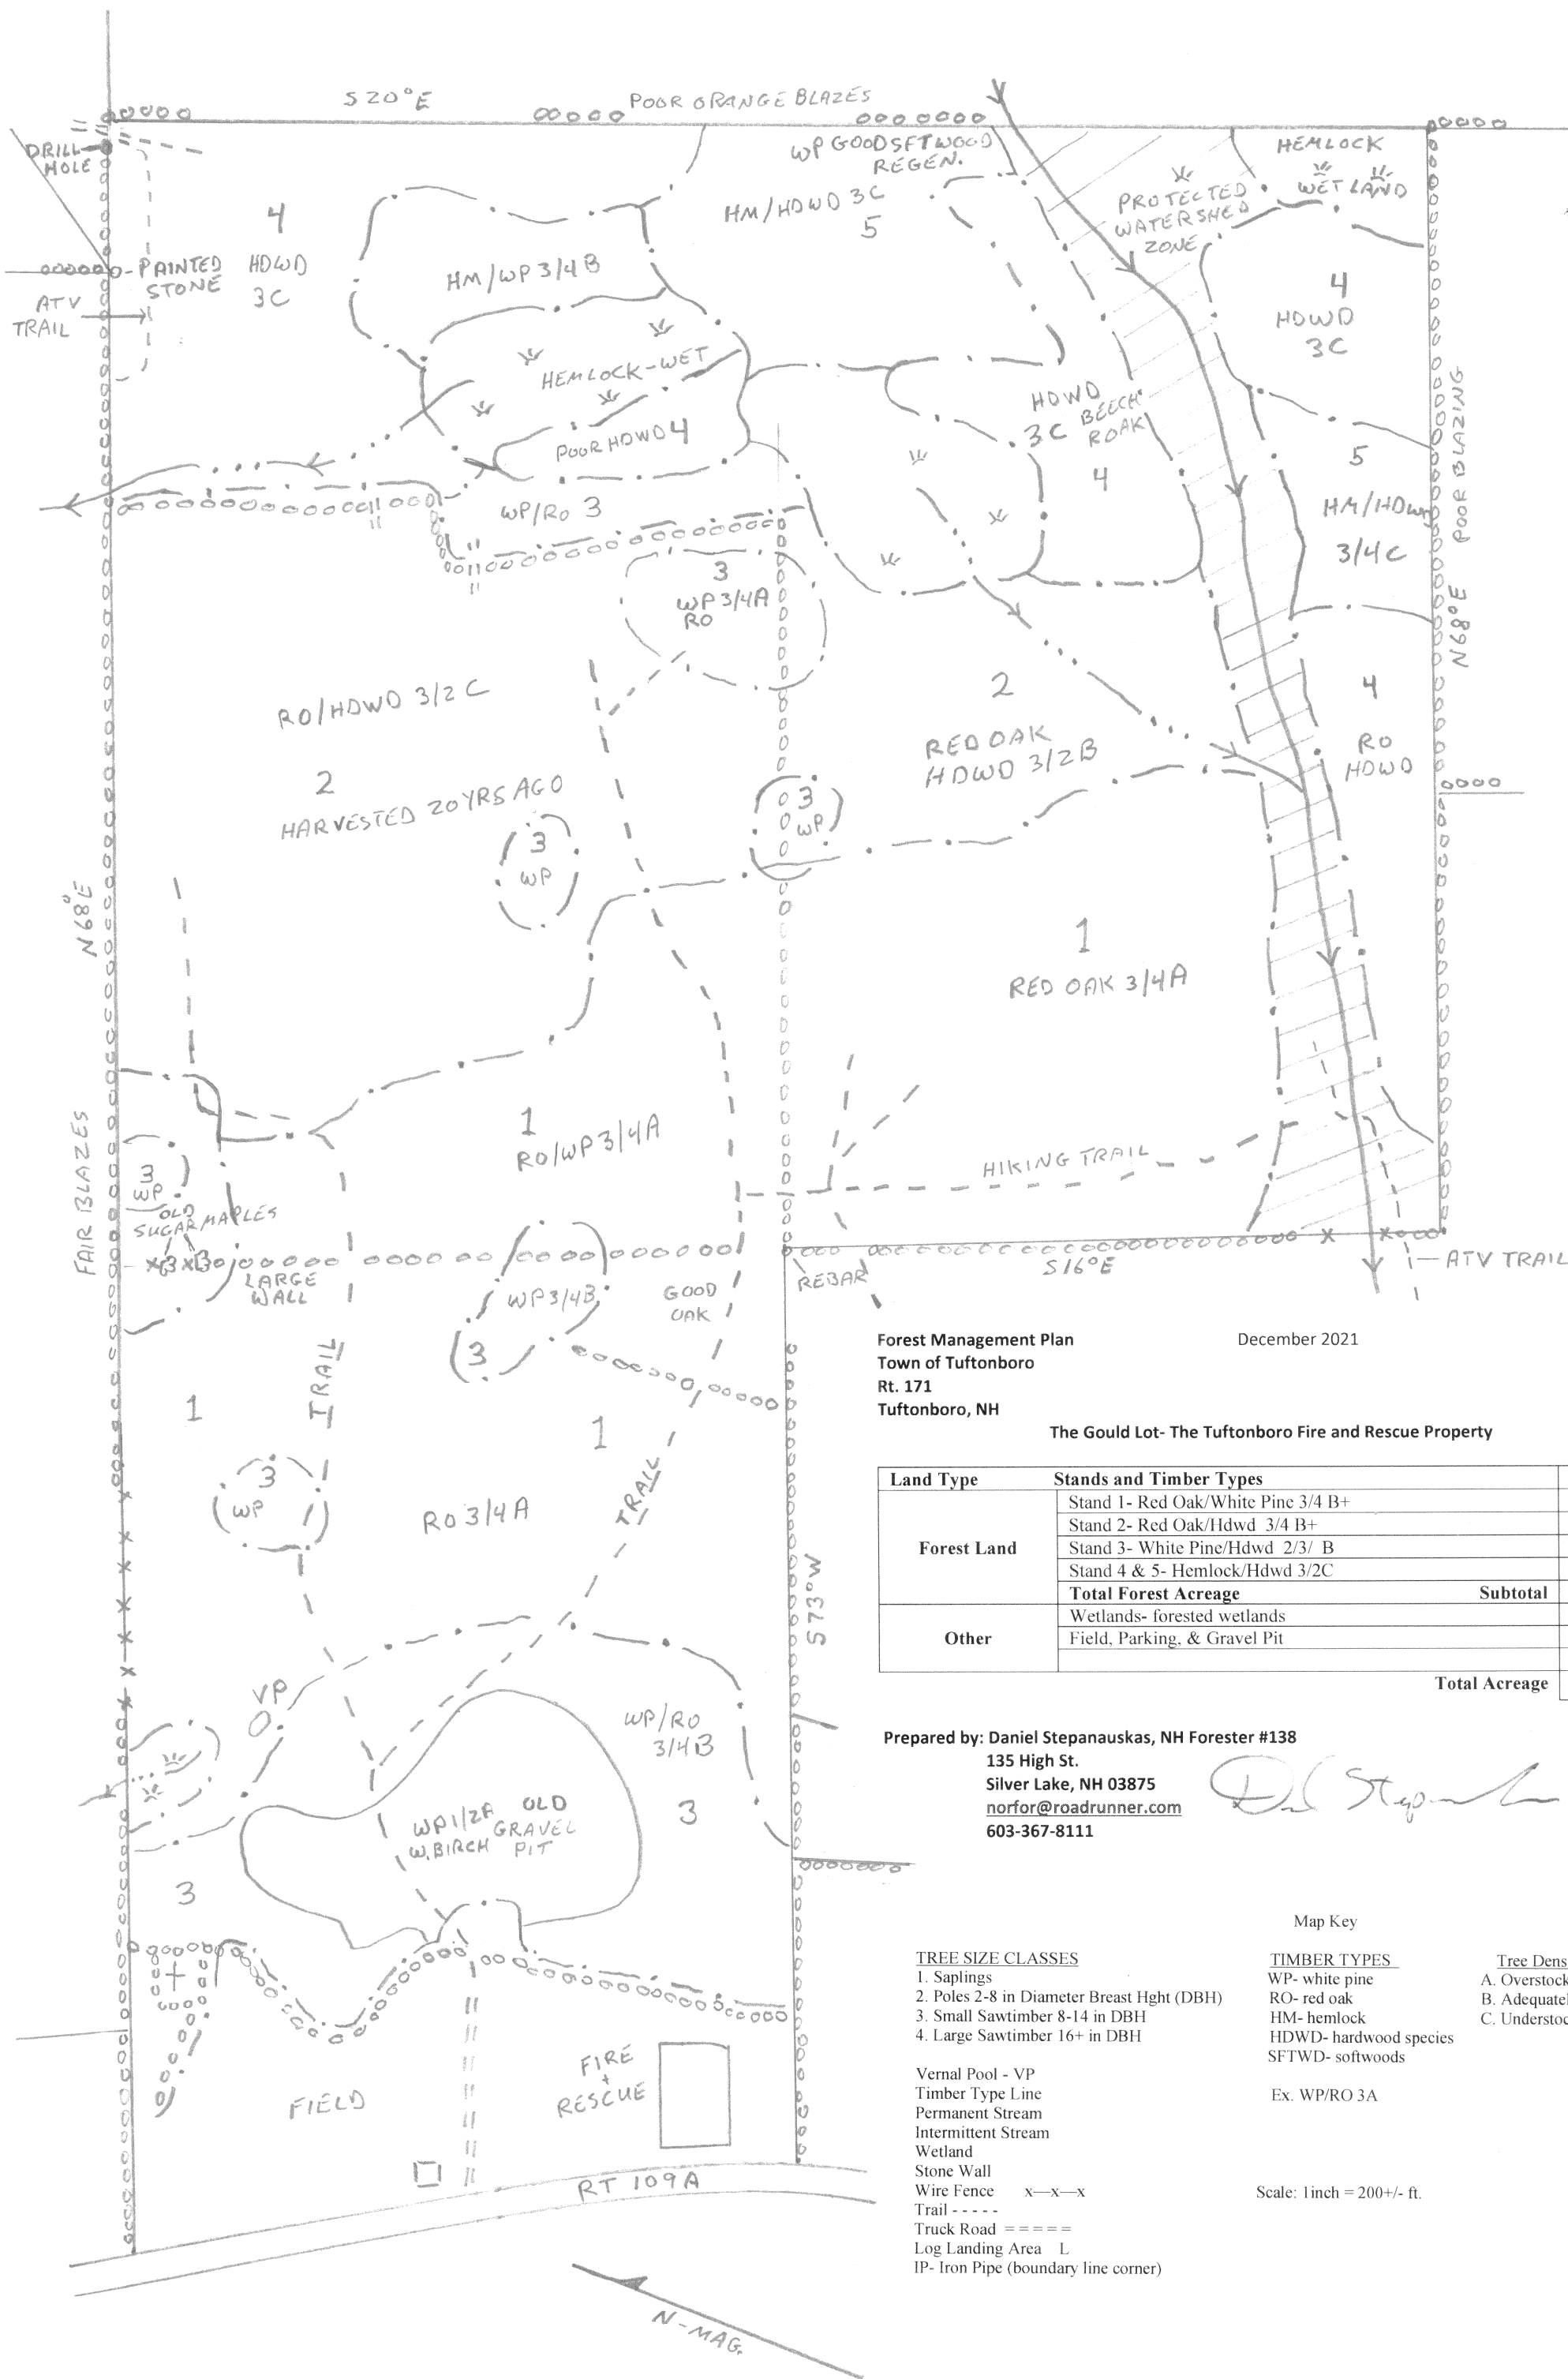 S 20° E
POOR ORANGE BLAZES
DRILL
HOLE
WP GOOD SFTWOOD
REGEN.
HEMLOCK
WETLAND
PROTECTED
WATERSHED
ZONE
4
HDWD
3C
HM/HDWD 3C
5
PAINTED
STONE
ATV
TRAIL
HM/WP 3/4 B
4
HDWD
3C
HEMLOCK-WET
HDWD
3C BEECH
ROAK
4
POOR HDWD 4
5
HM/HDWD
3/4 C
POOR BLAZING
N68°E
WP/RO 3
3
WP 3/4A
RO
RO/HDWD 3/2 C
2
HARVESTED 20 YRS AGO
2
RED OAK
HDWD 3/2 B
4
RO
HDWD
3
WP
3
WP
N68°E
1
RED OAK 3/4A
FAIR BLAZES
1
RO/WP 3/4A
HIKING TRAIL
3
WP
OLD
SUGAR MAPLES
LARGE
WALL
WP 3/4B
3
GOOD
OAK
REBAR
S16°E
ATV TRAIL
1
TRAIL
1
TRAIL
3
WP
RO 3/4 A
S73°W
VP
WP/RO
3/4 B
3
WP 1/2A OLD
GRAVEL
W. BIRCH PIT
3
FIELD
FIRE
+
RESCUE
RT 109A
N-MAG.
Forest Management Plan December 2021
Town of Tuftonboro
Rt. 171
Tuftonboro, NH
The Gould Lot- The Tuftonboro Fire and Rescue Property
Land Type Stands and Timber Types
Forest Land
Stand 1- Red Oak/White Pine 3/4 B+
Stand 2- Red Oak/Hdwd 3/4 B+
Stand 3- White Pine/Hdwd 2/3/ B
Stand 4 & 5- Hemlock/Hdwd 3/2C
Total Forest Acreage Subtotal
Other
Wetlands- forested wetlands
Field, Parking, & Gravel Pit
Total Acreage
Prepared by: Daniel Stepanauskas, NH Forester #138
135 High St.
Silver Lake, NH 03875
norfor@roadrunner.com
603-367-8111
Map Key
TREE SIZE CLASSES
1. Saplings
2. Poles 2-8 in Diameter Breast Hght (DBH)
3. Small Sawtimber 8-14 in DBH
4. Large Sawtimber 16+ in DBH
TIMBER TYPES
WP- white pine
RO- red oak
HM- hemlock
HDWD- hardwood species
SFTWD- softwoods
Ex. WP/RO 3A
Tree Dens
A. Overstock
B. Adequatel
C. Understoc
Vernal Pool - VP
Timber Type Line
Permanent Stream
Intermittent Stream
Wetland
Stone Wall
Wire Fence x—x—x
Trail - - - - -
Truck Road = = = = =
Log Landing Area L
IP- Iron Pipe (boundary line corner)
Scale: 1inch = 200+/- ft.